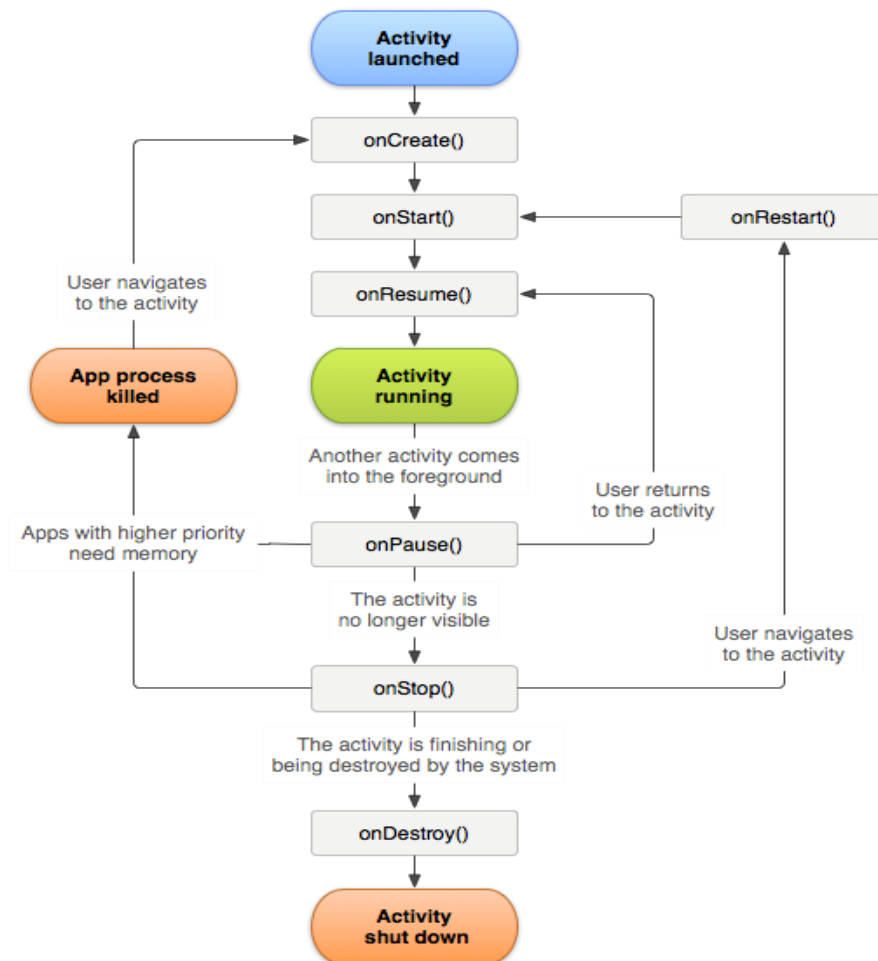 Activity
launched
onCreate()
onStart()
onRestart()
User navigates
to the activity
onResume()
App process
killed
Activity
running
Another activity comes
into the foreground
User returns
to the activity
Apps with higher priority
need memory
onPause()
The activity is
no longer visible
User navigates
to the activity
onStop()
The activity is finishing or
being destroyed by the system
onDestroy()
Activity
shut down